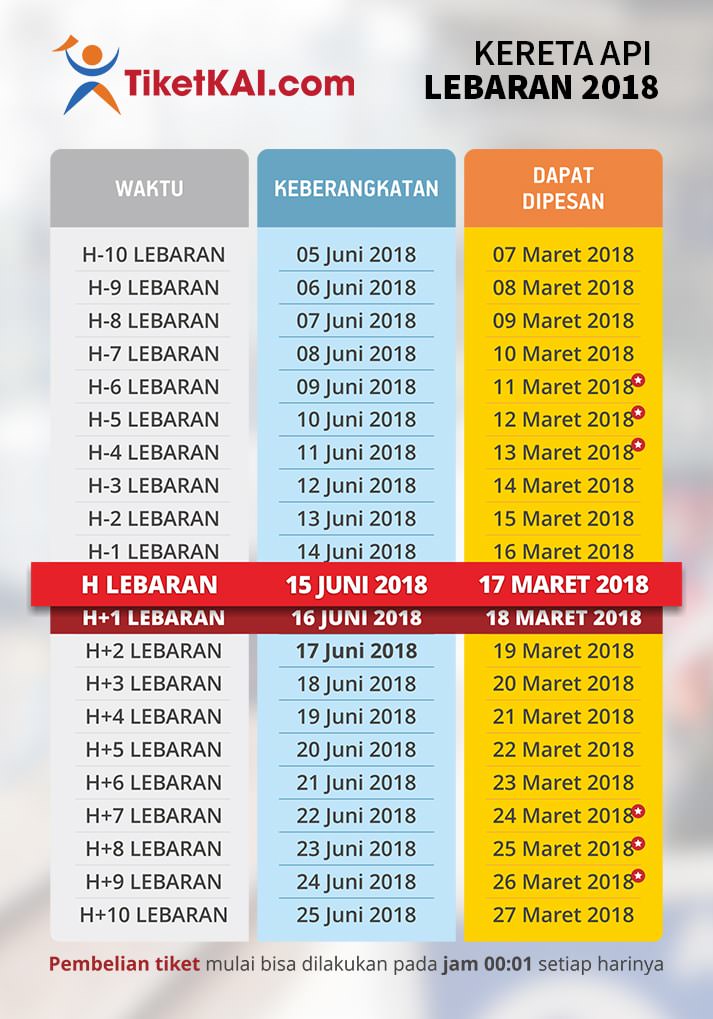 TiketKAI.com
KERETA API
LEBARAN 2018
WAKTU KEBERANGKATAN DAPAT DIPESAN
H-10 LEBARAN 05 Juni 2018 07 Maret 2018
H-9 LEBARAN 06 Juni 2018 08 Maret 2018
H-8 LEBARAN 07 Juni 2018 09 Maret 2018
H-7 LEBARAN 08 Juni 2018 10 Maret 2018
H-6 LEBARAN 09 Juni 2018 11 Maret 2018
H-5 LEBARAN 10 Juni 2018 12 Maret 2018
H-4 LEBARAN 11 Juni 2018 13 Maret 2018
H-3 LEBARAN 12 Juni 2018 14 Maret 2018
H-2 LEBARAN 13 Juni 2018 15 Maret 2018
H-1 LEBARAN 14 Juni 2018 16 Maret 2018
H LEBARAN 15 JUNI 2018 17 MARET 2018
H+1 LEBARAN 16 JUNI 2018 18 MARET 2018
H+2 LEBARAN 17 Juni 2018 19 Maret 2018
H+3 LEBARAN 18 Juni 2018 20 Maret 2018
H+4 LEBARAN 19 Juni 2018 21 Maret 2018
H+5 LEBARAN 20 Juni 2018 22 Maret 2018
H+6 LEBARAN 21 Juni 2018 23 Maret 2018
H+7 LEBARAN 22 Juni 2018 24 Maret 2018
H+8 LEBARAN 23 Juni 2018 25 Maret 2018
H+9 LEBARAN 24 Juni 2018 26 Maret 2018
H+10 LEBARAN 25 Juni 2018 27 Maret 2018
Pembelian tiket mulai bisa dilakukan pada jam 00:01 setiap harinya